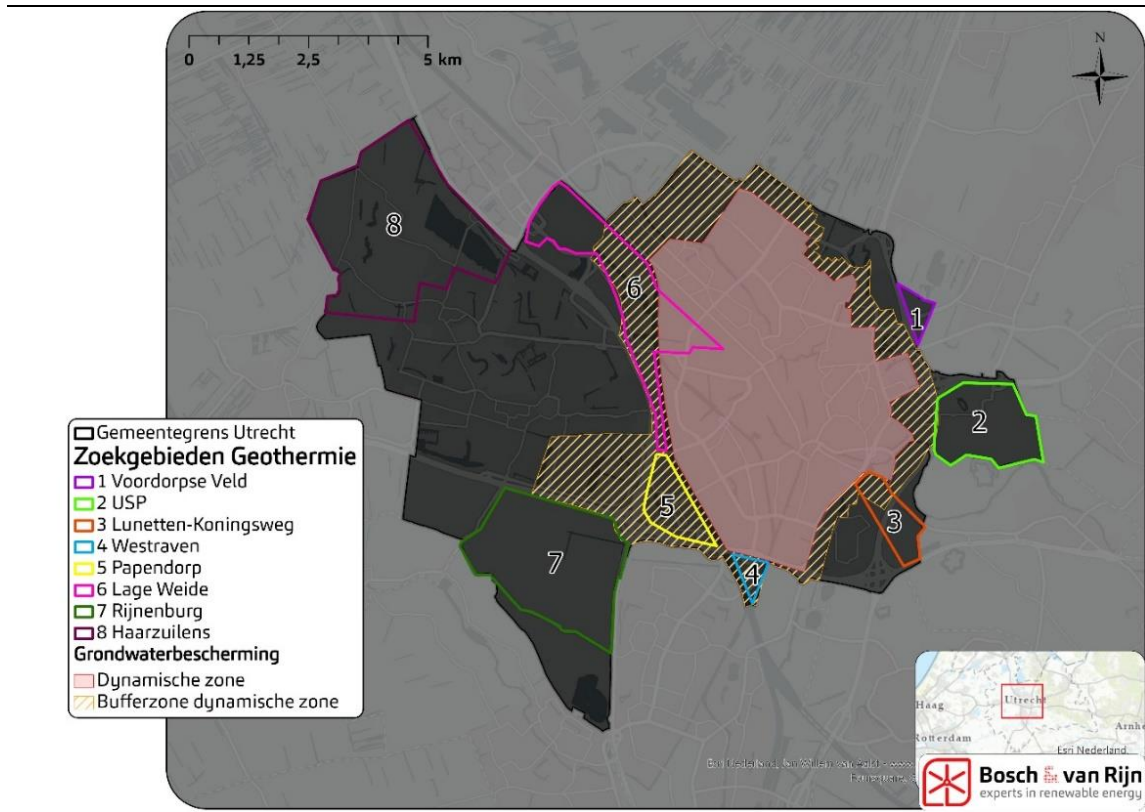 0 1,25 2,5 5 km
N
8
6
1
2
5
3
7
4
Gemeentegrens Utrecht
Zoekgebieden Geothermie
1 Voordorpse Veld
2 USP
3 Lunetten-Koningsweg
4 Westraven
5 Papendorp
6 Lage Weide
7 Rijnenburg
8 Haarzuilens
Grondwaterbescherming
Dynamische zone
Bufferzone dynamische zone
Haag
Utrecht
Rotterdam
Esri Nederland,
Esri Nederland,
Bosch & van Rijn
experts in renewable energy